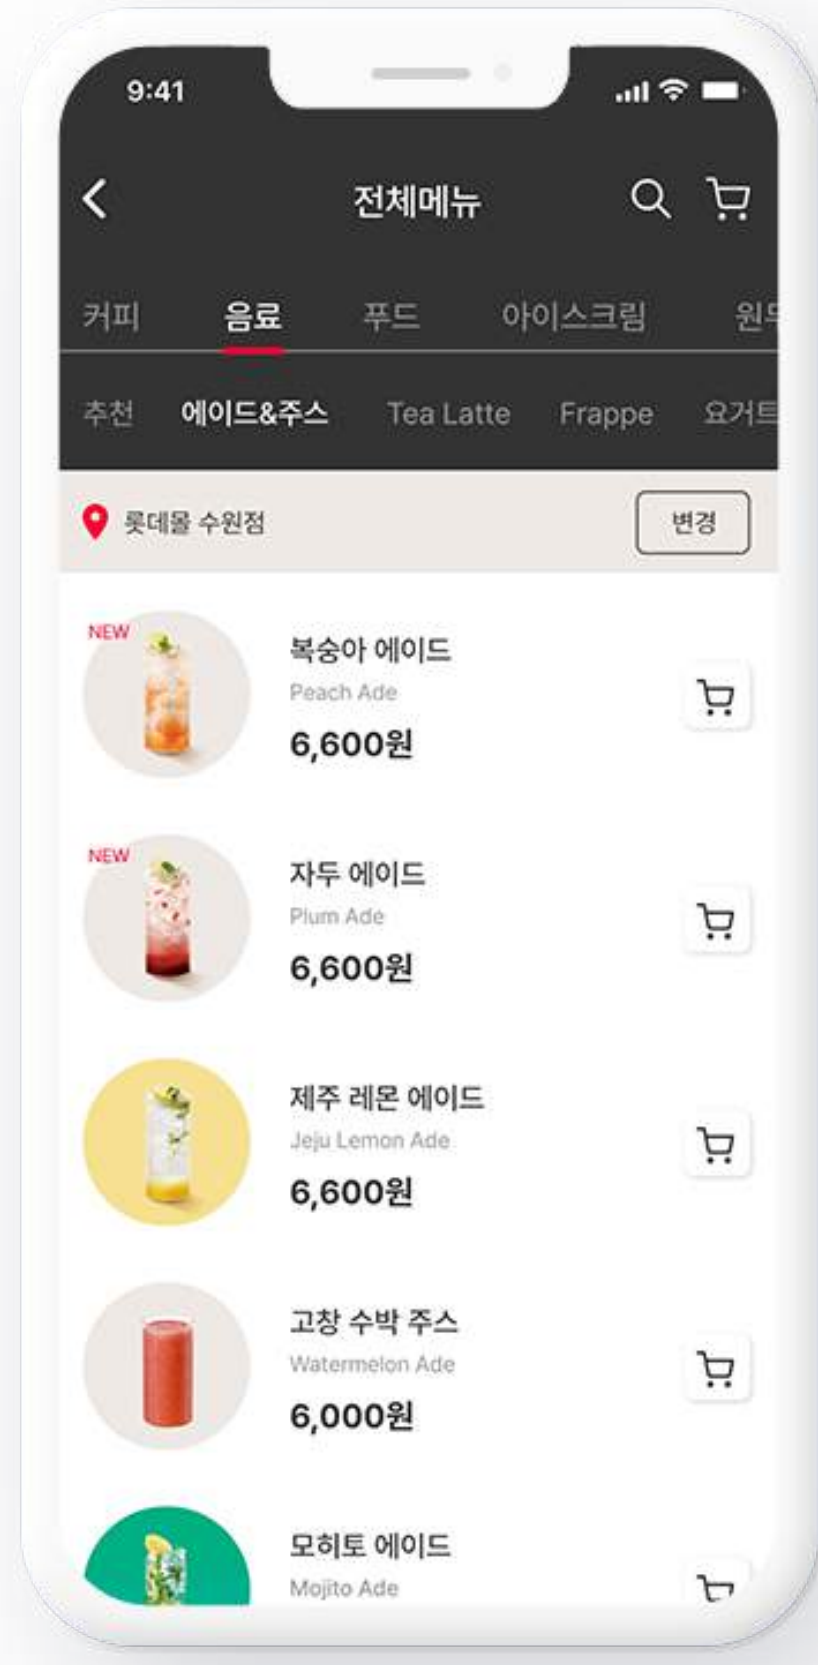 9:41
전체메뉴
커피 음료 푸드 아이스크림
추천 에이드&주스 Tea Latte Frappe 요거트
롯데몰 수원점 변경
NEW
복숭아 에이드
Peach Ade
6,600원
NEW
자두 에이드
Plum Ade
6,600원
제주 레몬 에이드
Jeju Lemon Ade
6,600원
고창 수박 주스
Watermelon Ade
6,000원
모히토 에이드
Mojito Ade